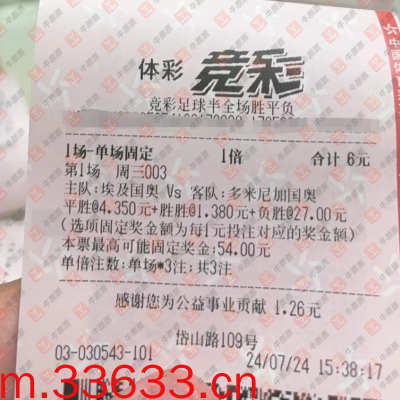 体彩 竞彩
竞彩足球半全场胜平负
1场-单场固定 1倍 合计 6元
第1场 周三003
主队:埃及国奥 Vs 客队:多米尼加国奥
平胜@4.350元+胜胜@1.380元+负胜@27.00元
(选项固定奖金额为每1元投注对应的奖金额)
本票最高可能固定奖金:54.00元
单倍注数:单场*3注;共3注
感谢您为公益事业贡献 1.26元
岱山路109号
03-030543-101 24/07/24 15:38:17
m.33633.cn